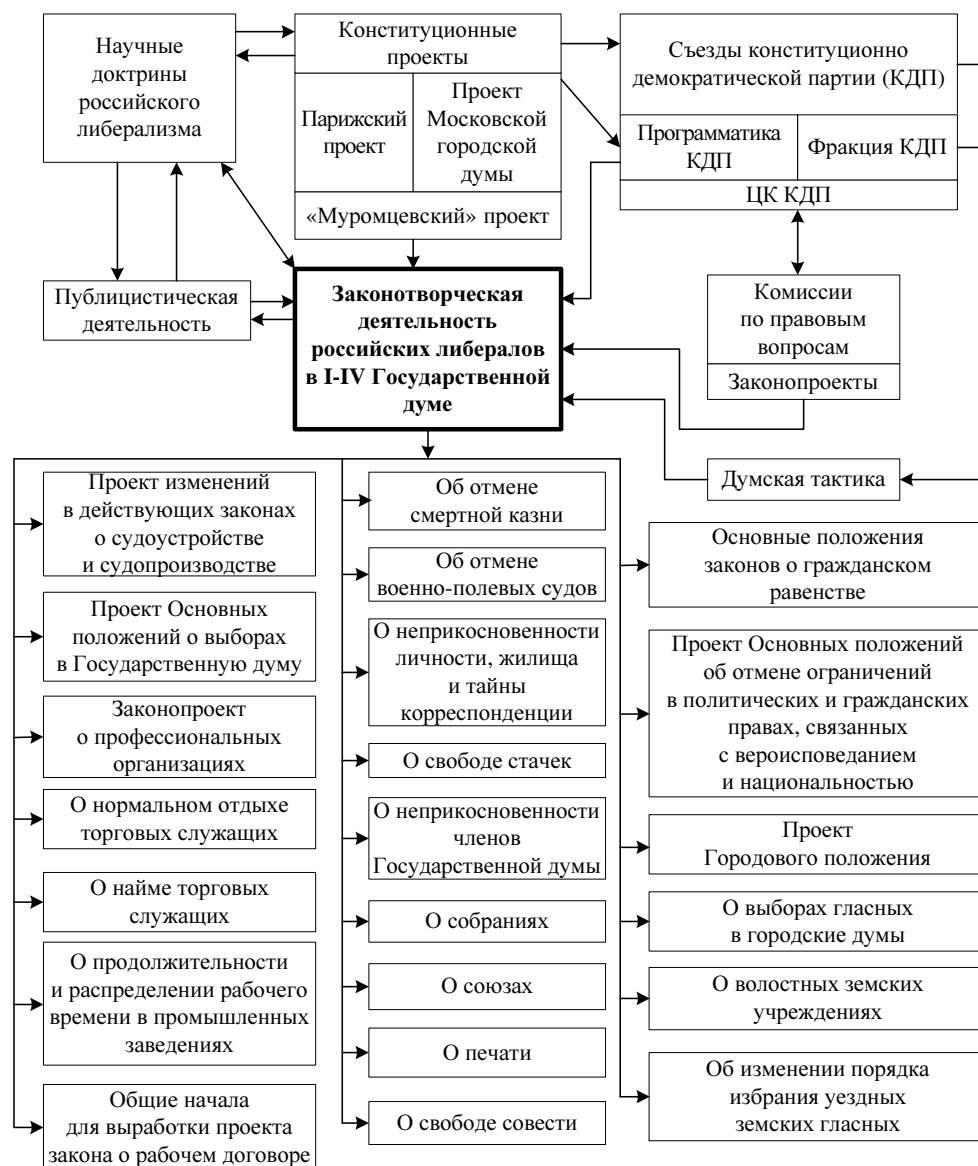 Научные
доктрины
российского
либерализма
Конституционные
проекты
Парижский
проект
Проект
Московской
городской
думы
«Муромцевский» проект
Съезды конституционно
демократической партии (КДП)
Программатика
КДП
Фракция КДП
ЦК КДП
Публицистическая
деятельность
Законотворческая
деятельность
российских либералов
в I-IV Государственной
думе
Комиссии
по правовым
вопросам
Законопроекты
Думская тактика
Проект изменений
в действующих законах
о судоустройстве
и судопроизводстве
Проект Основных
положений о выборах
в Государственную думу
Законопроект
о профессиональных
организациях
О нормальном отдыхе
торговых служащих
О найме торговых
служащих
О продолжительности
и распределении рабочего
времени в промышленных
заведениях
Общие начала
для выработки проекта
закона о рабочем договоре
Об отмене
смертной казни
Об отмене
военно-полевых судов
О неприкосновенности
личности, жилища
и тайны
корреспонденции
О свободе стачек
О неприкосновенности
членов
Государственной думы
О собраниях
О союзах
О печати
О свободе совести
Основные положения
законов о гражданском
равенстве
Проект Основных положений
об отмене ограничений
в политических и гражданских
правах, связанных
с вероисповеданием
и национальностью
Проект
Городового положения
О выборах гласных
в городские думы
О волостных земских
учреждениях
Об изменении порядка
избрания уездных
земских гласных